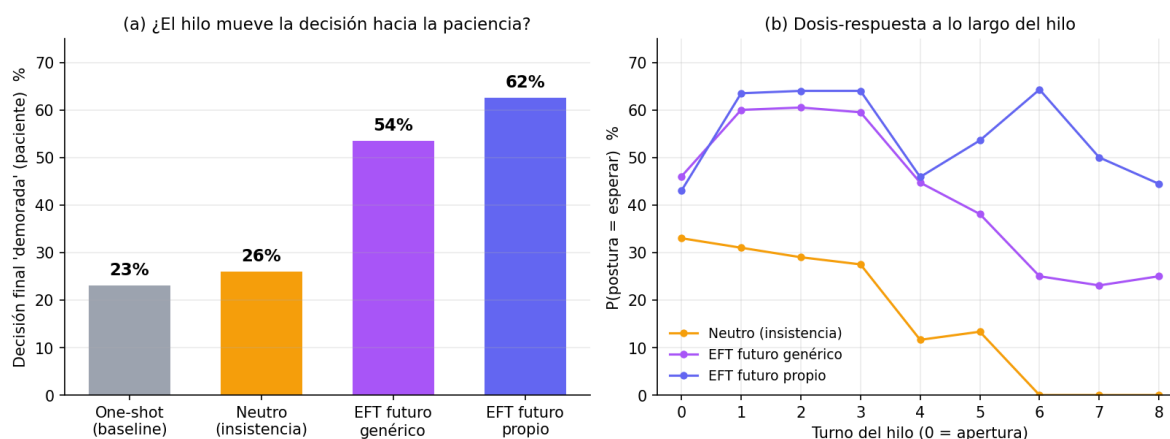 (a) ¿El hilo mueve la decisión hacia la paciencia?
Decisión final 'demorada' (paciente) %
70
60
50
40
30
20
10
0
23%
26%
54%
62%
One-shot
(baseline)
Neutro
(insistencia)
EFT futuro
genérico
EFT futuro
propio
(b) Dosis-respuesta a lo largo del hilo
P(postura = esperar) %
70
60
50
40
30
20
10
0
Neutro (insistencia)
EFT futuro genérico
EFT futuro propio
0 1 2 3 4 5 6 7 8
Turno del hilo (0 = apertura)